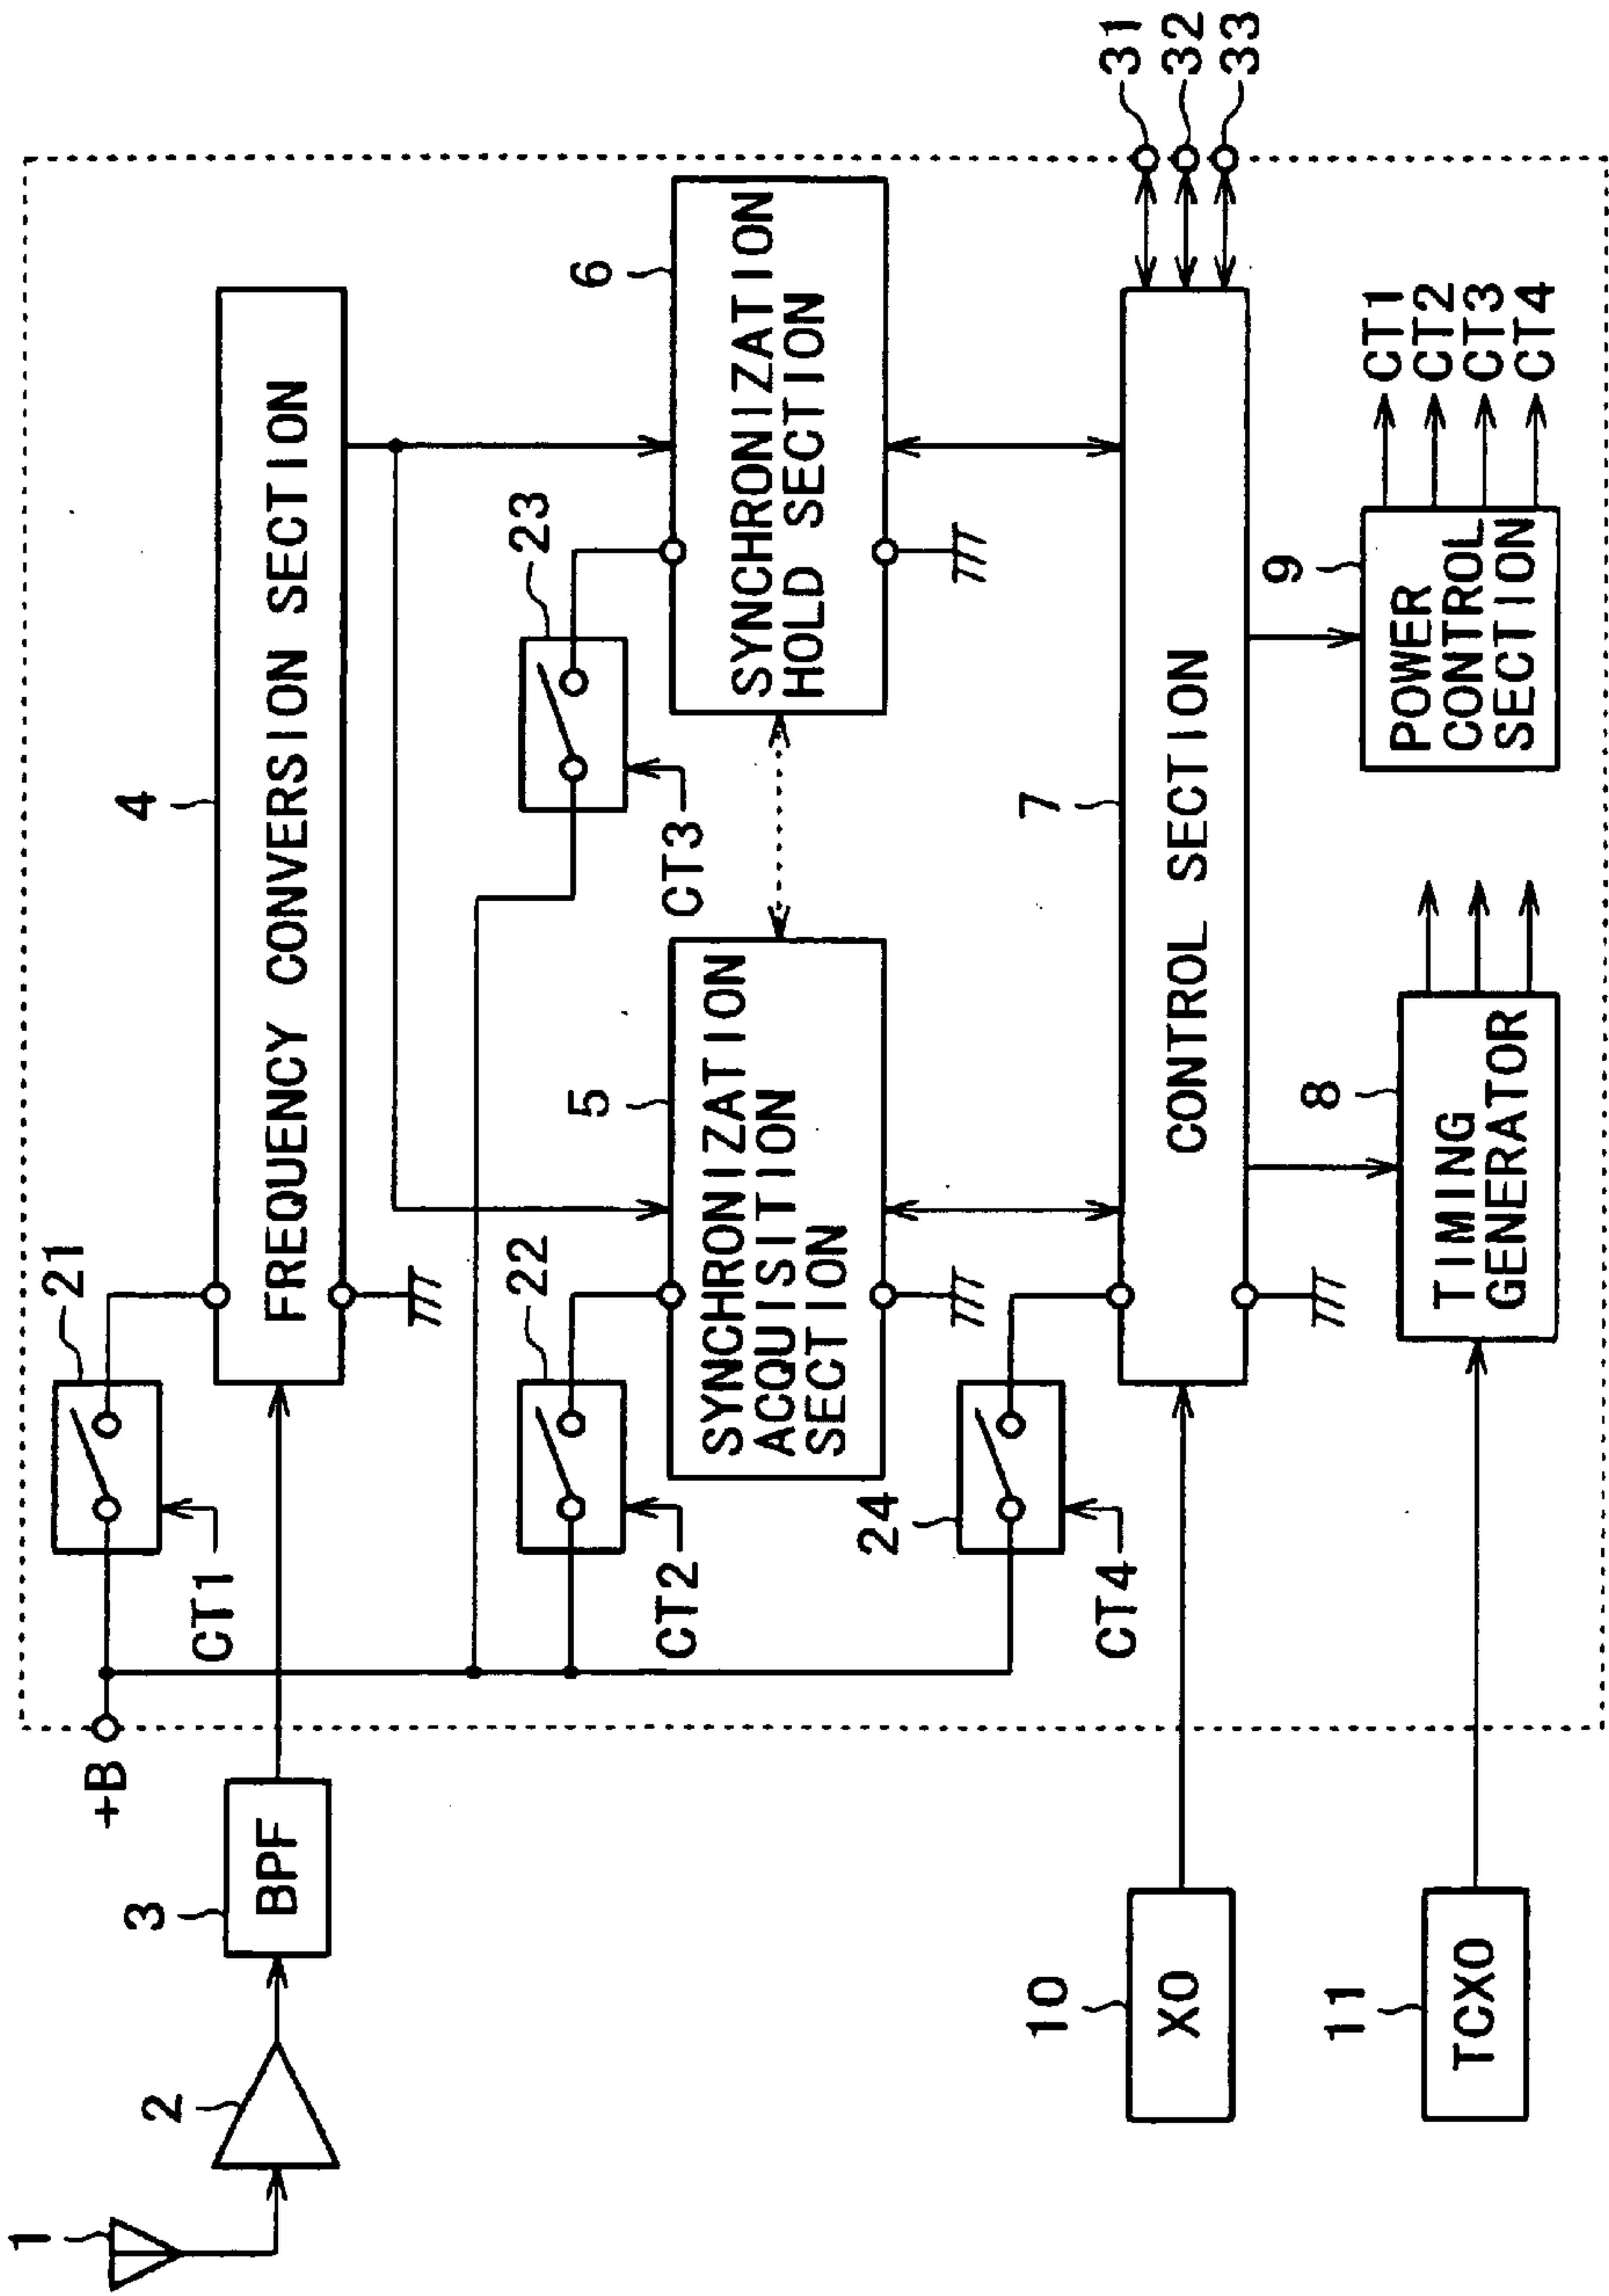 1
2
3
BPF
+B
CT1
21
4
FREQUENCY CONVERSION SECTION
22
CT2
5
SYNCHRONIZATION
ACQUISITION
SECTION
23
CT3
6
SYNCHRONIZATION
HOLD SECTION
24
CT4
7
CONTROL SECTION
31
32
33
10
XO
11
TCXO
8
TIMING
GENERATOR
9
POWER
CONTROL
SECTION
CT1
CT2
CT3
CT4